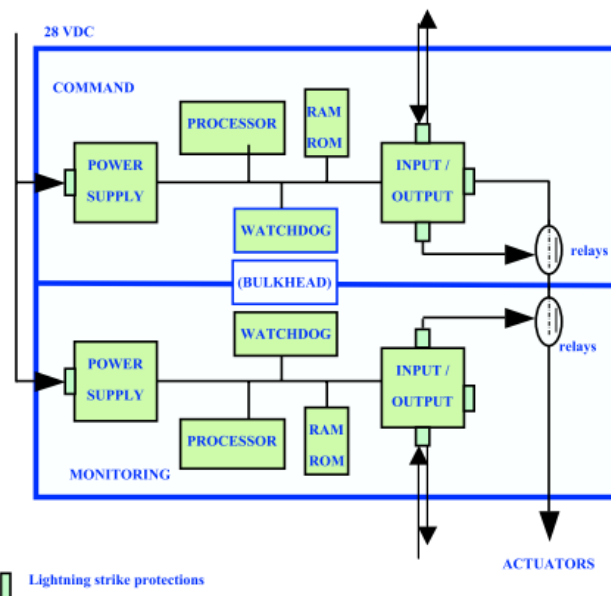 28 VDC
COMMAND
PROCESSOR
RAM
ROM
POWER
SUPPLY
INPUT /
OUTPUT
WATCHDOG
relays
(BULKHEAD)
WATCHDOG
relays
POWER
SUPPLY
INPUT /
OUTPUT
PROCESSOR
RAM
ROM
MONITORING
ACTUATORS
Lightning strike protections